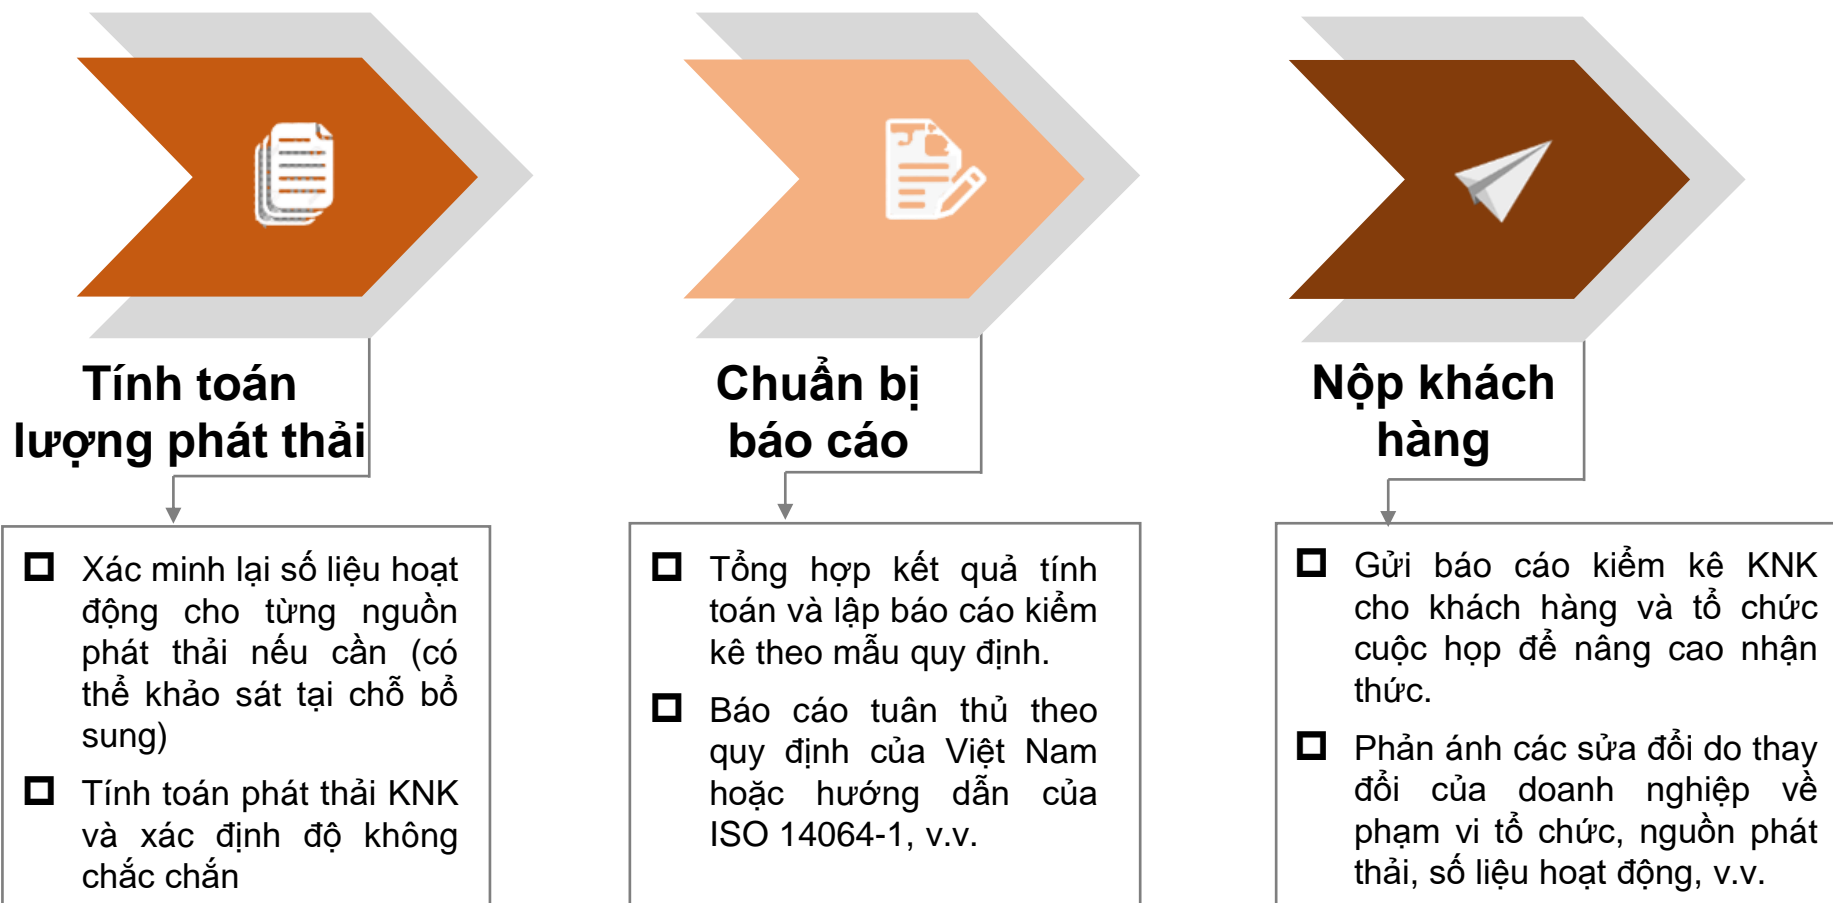 Tính toán
lượng phát thải
Xác minh lại số liệu hoạt
động cho từng nguồn
phát thải nếu cần (có
thể khảo sát tại chỗ bổ
sung)
Tính toán phát thải KNK
và xác định độ không
chắc chắn
Chuẩn bị
báo cáo
Tổng hợp kết quả tính
toán và lập báo cáo kiểm
kê theo mẫu quy định.
Báo cáo tuân thủ theo
quy định của Việt Nam
hoặc hướng dẫn của
ISO 14064-1, v.v.
Nộp khách
hàng
Gửi báo cáo kiểm kê KNK
cho khách hàng và tổ chức
cuộc họp để nâng cao nhận
thức.
Phản ánh các sửa đổi do thay
đổi của doanh nghiệp về
phạm vi tổ chức, nguồn phát
thải, số liệu hoạt động, v.v.